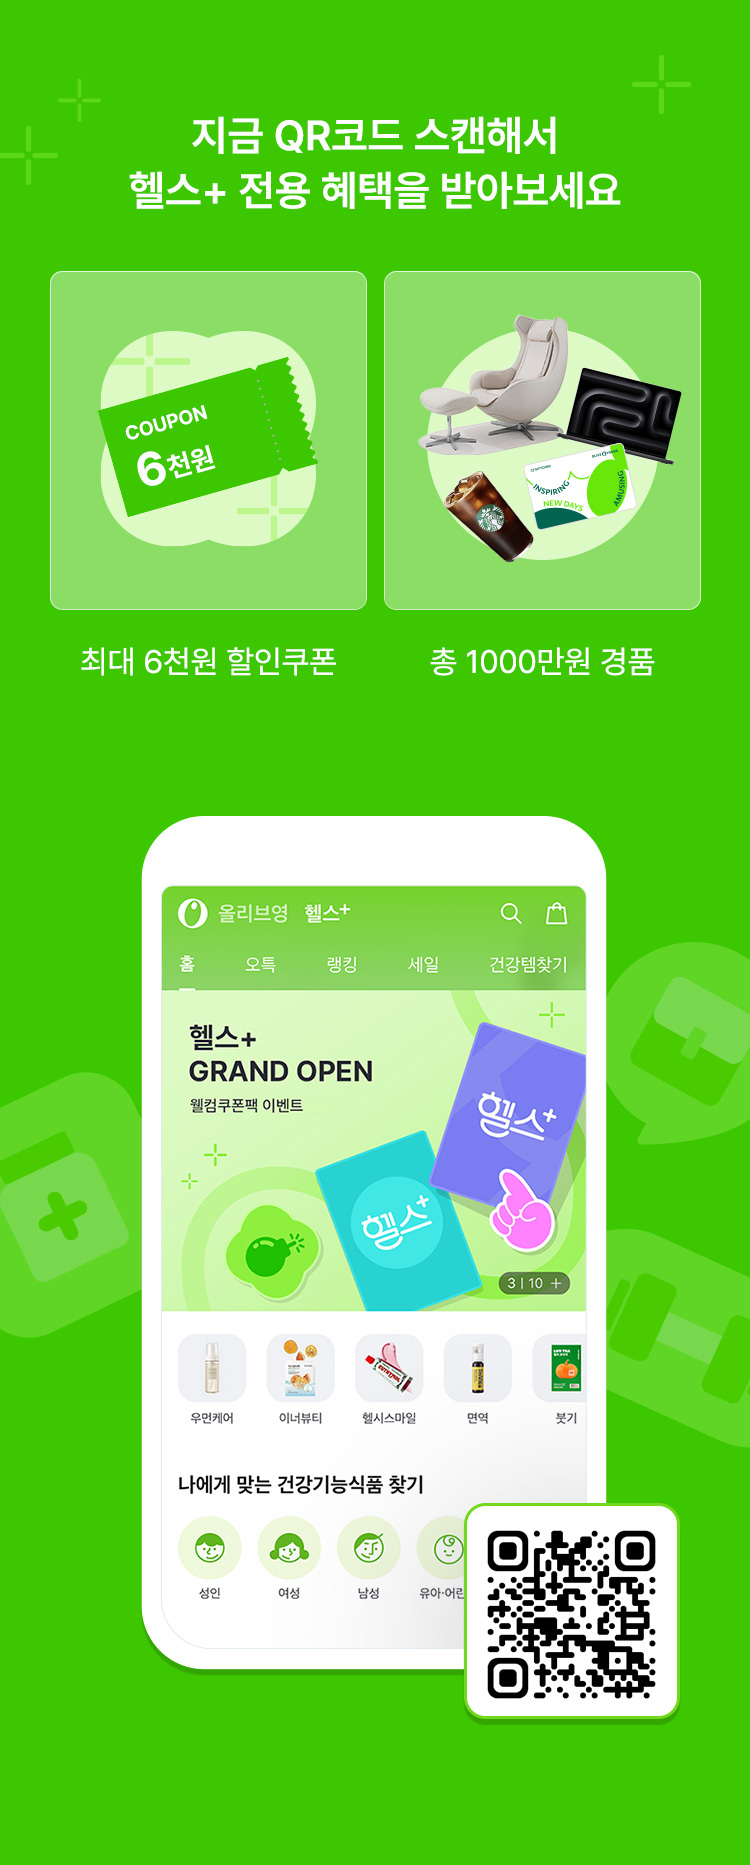 지금 QR코드 스캔해서
헬스+ 전용 혜택을 받아보세요
COUPON
6천원
INSPIRING
NEW DAYS
AMUSING
최대 6천원 할인쿠폰
총 1000만원 경품
올리브영 헬스+
홈 오특 랭킹 세일 건강템찾기
헬스+
GRAND OPEN
웰컴쿠폰팩 이벤트
헬스+
헬스+
3 | 10 +
우먼케어 이너뷰티 헬시스마일 면역 붓기
나에게 맞는 건강기능식품 찾기
성인 여성 남성 유아·어린